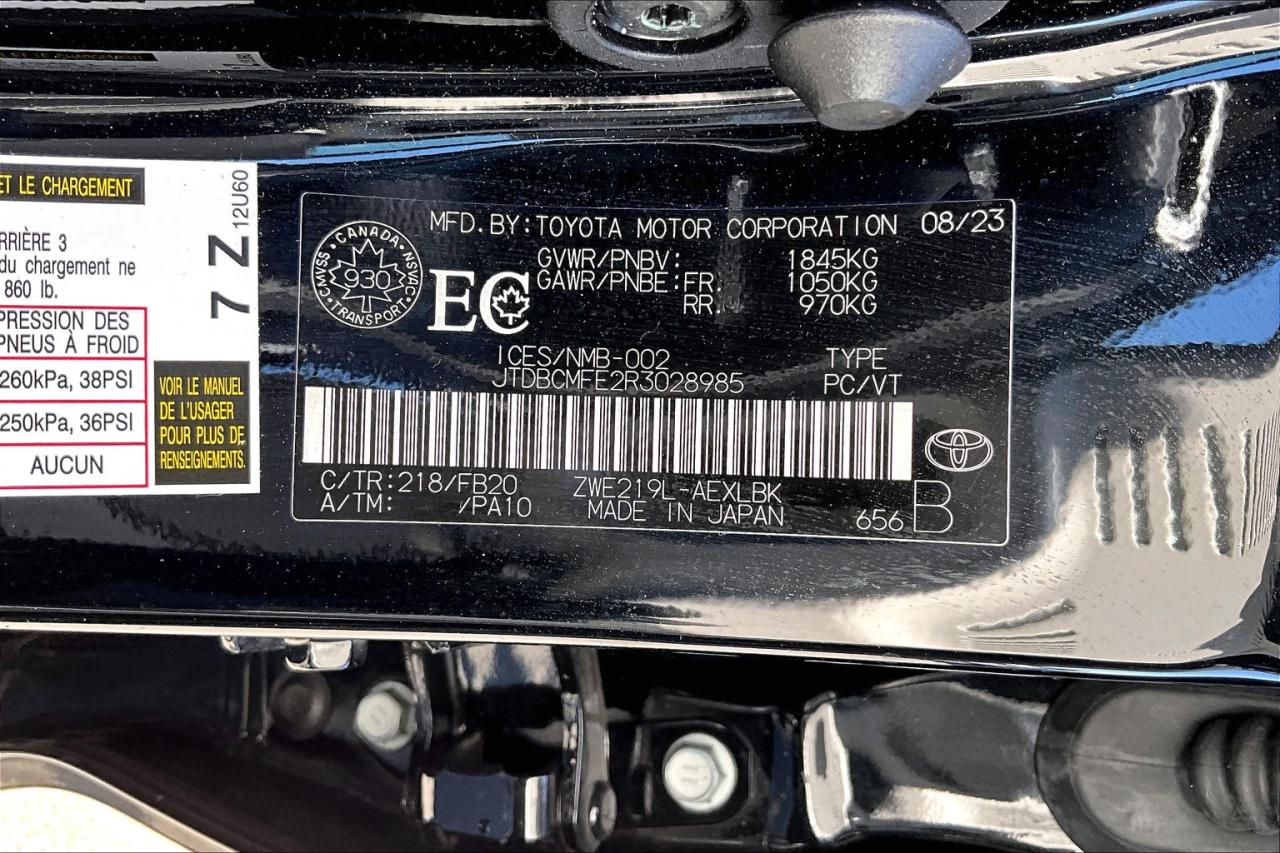 ET LE CHARGEMENT
RRIÈRE 3
du chargement ne
860 lb.
PRESSION DES
PNEUS À FROID
260kPa, 38PSI
250kPa, 36PSI
AUCUN
VOIR LE MANUEL
DE L'USAGER
POUR PLUS DE
RENSEIGNEMENTS.
12U60
7 Z
MFD.BY:TOYOTA MOTOR CORPORATION 08/23
CANADA
CMVSS 930 NSVAC
TRANSPORT
EC
GVWR/PNBV: 1845KG
GAWR/PNBE:FR. 1050KG
RR. 970KG
ICES/NMB-002 TYPE
JTDBCMFE2R3028985 PC/VT
C/TR:218/FB20 ZWE219L-AEXLBK
A/TM: /PA10 MADE IN JAPAN
656 B